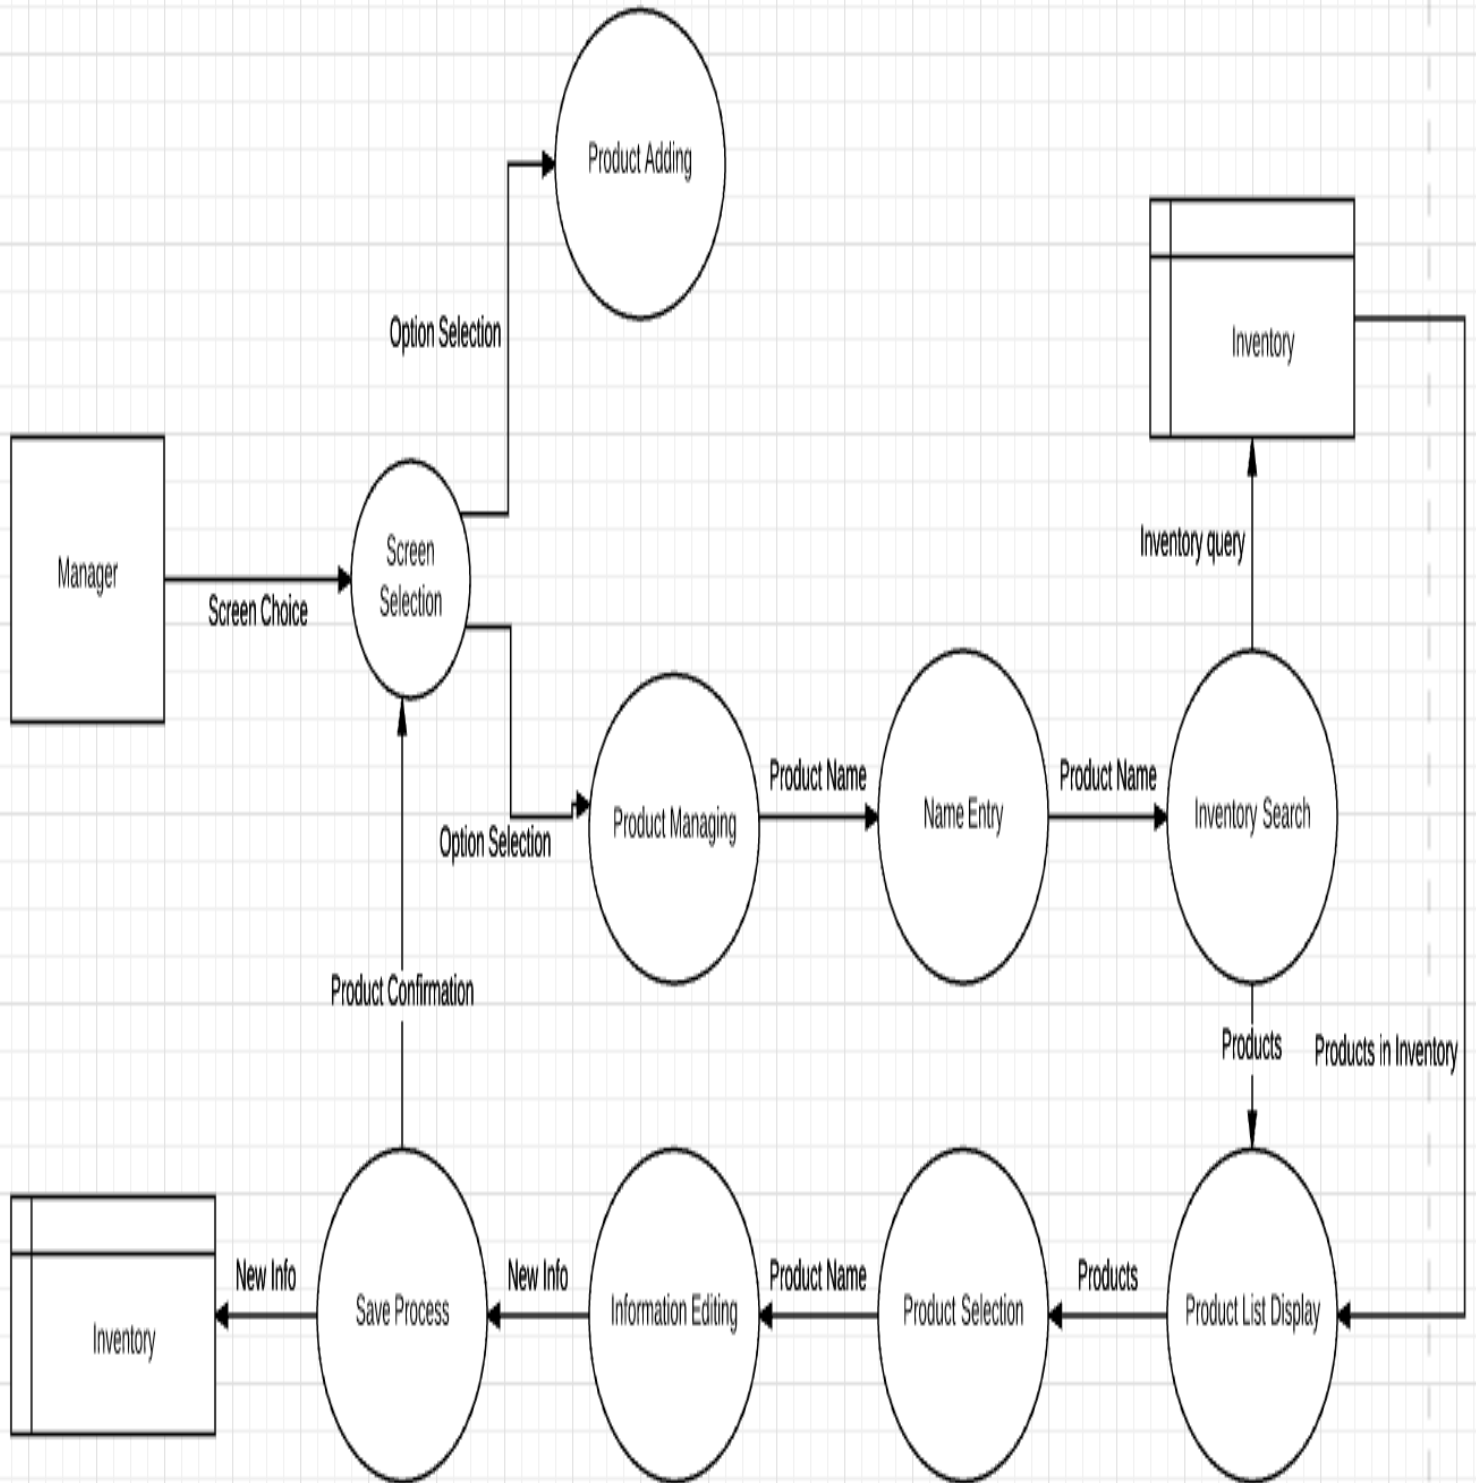 Product Adding
Option Selection
Inventory
Manager
Screen Choice
Screen
Selection
Inventory query
Option Selection
Product Managing
Product Name
Name Entry
Product Name
Inventory Search
Product Confirmation
Products
Products in Inventory
Inventory
New Info
Save Process
New Info
Information Editing
Product Name
Product Selection
Products
Product List Display